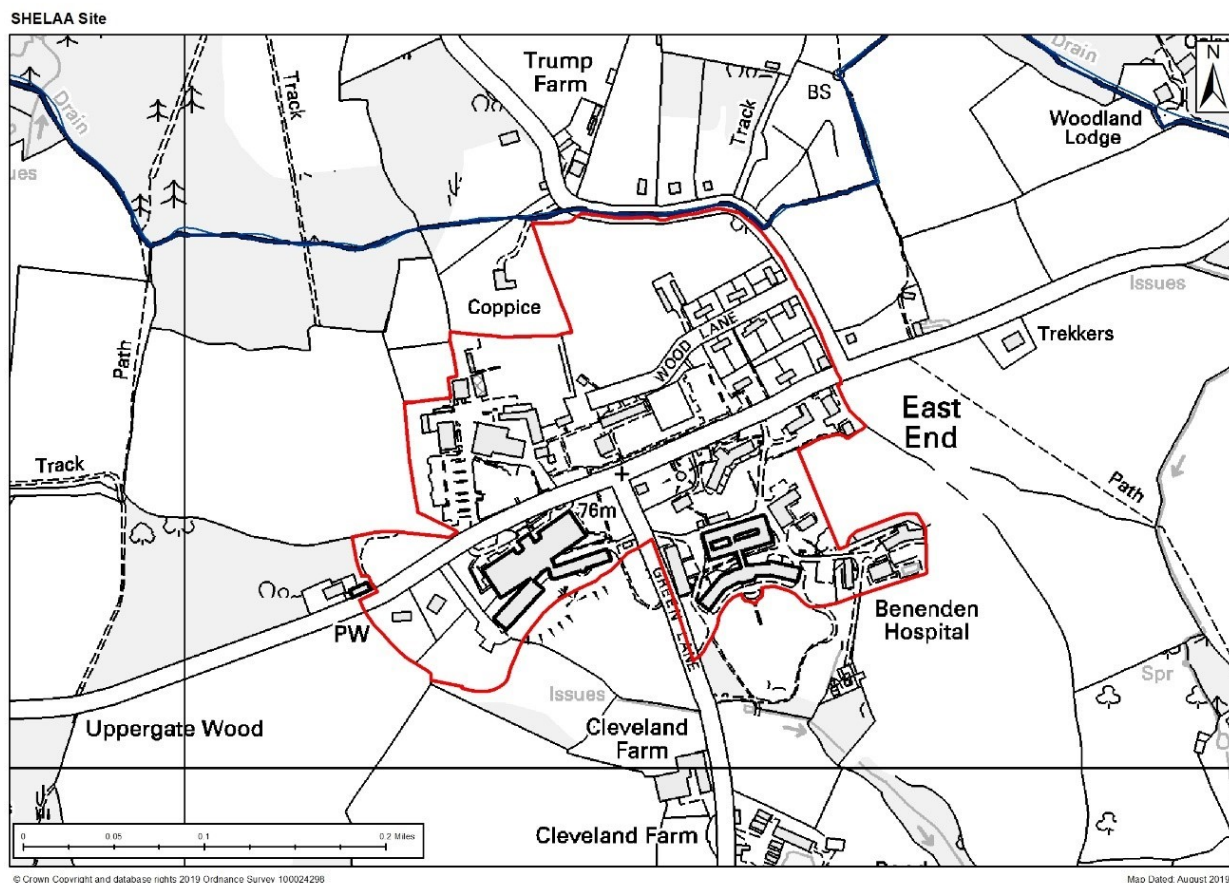 SHELAA Site
Track
Drain
Trump
Farm
Track
BS
Drain
N
Woodland
Lodge
Issues
Coppice
WOOD LANE
Trekkers
Path
East
End
Track
Path
76m
GREEN LANE
PW
Benenden
Hospital
Issues
Spr
Uppergate Wood
Cleveland
Farm
Cleveland Farm
0 0.05 0.1 0.2 Miles
© Crown Copyright and database rights 2019 Ordnance Survey 100024298
Map Dated: August 2019